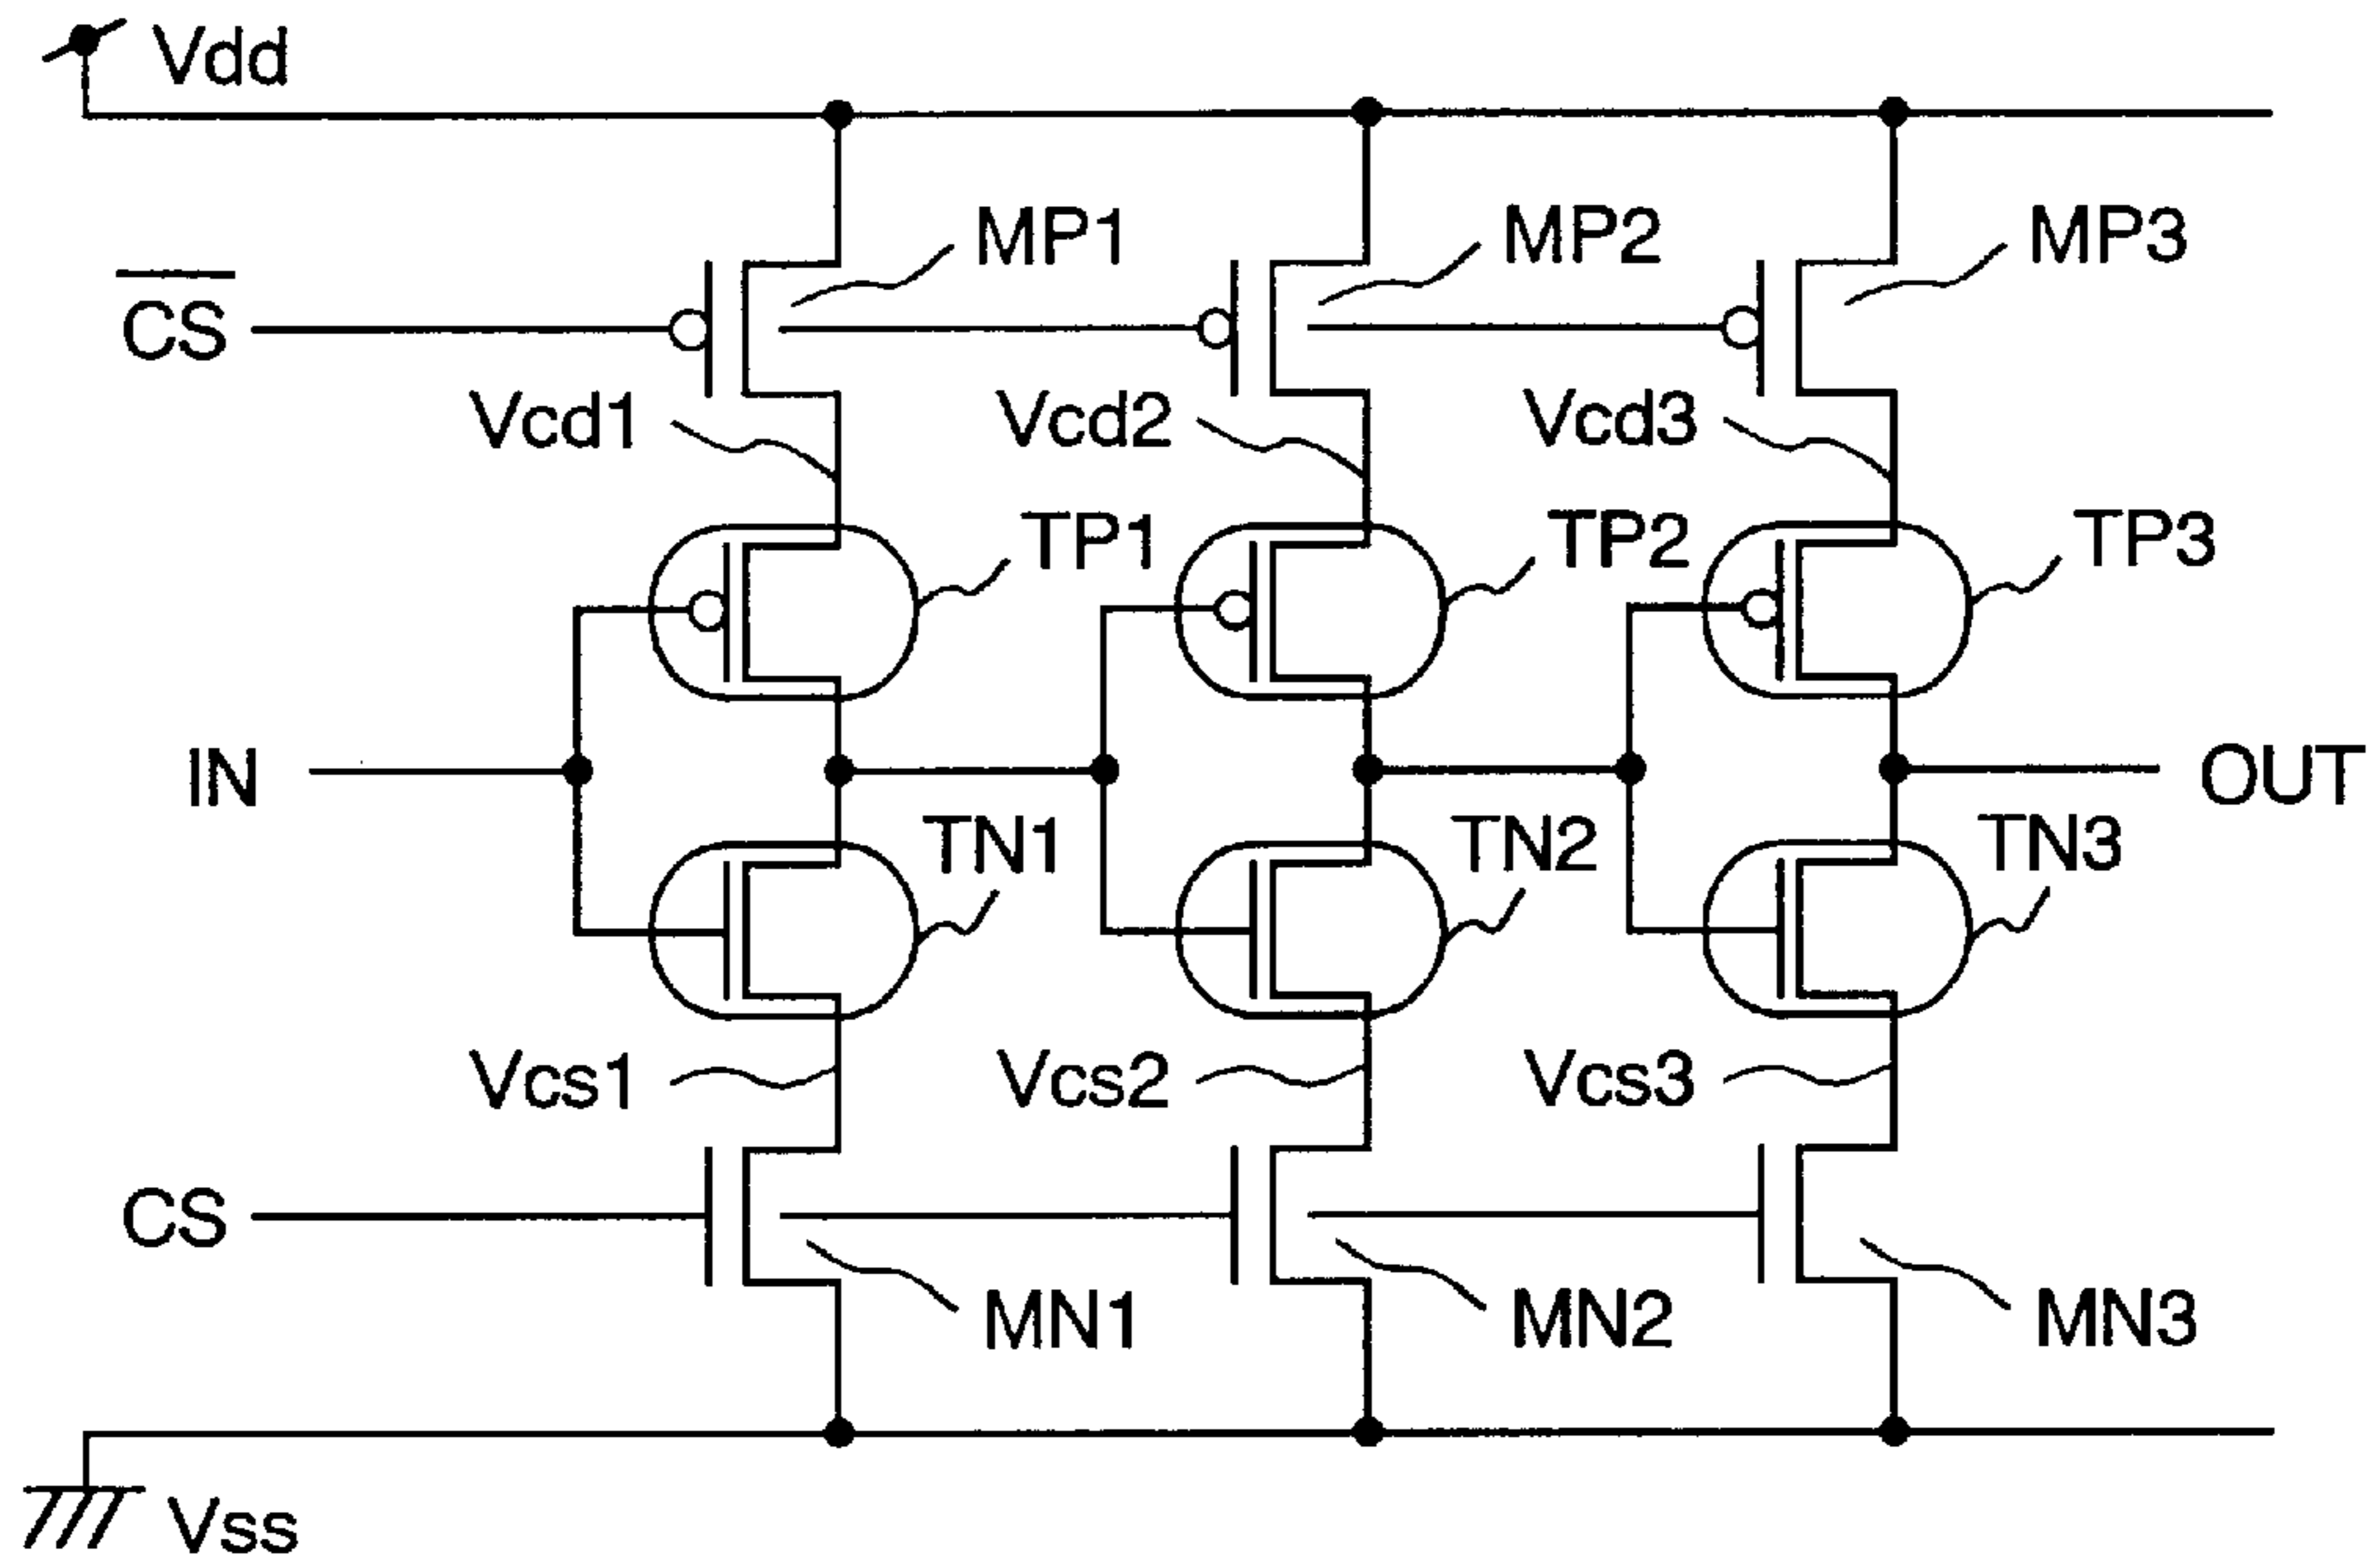 Vdd
MP1 MP2 MP3
C̅S̅
Vcd1 Vcd2 Vcd3
TP1 TP2 TP3
IN OUT
TN1 TN2 TN3
Vcs1 Vcs2 Vcs3
CS
MN1 MN2 MN3
Vss